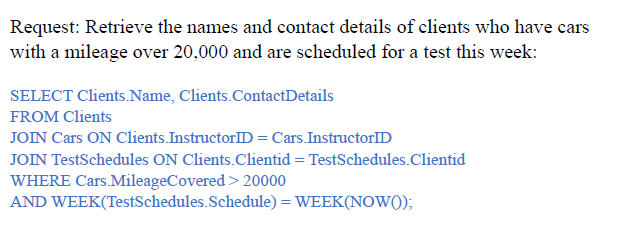 Request: Retrieve the names and contact details of clients who have cars
with a mileage over 20,000 and are scheduled for a test this week:
SELECT Clients.Name, Clients.ContactDetails
FROM Clients
JOIN Cars ON Clients.InstructorID = Cars.InstructorID
JOIN TestSchedules ON Clients.Clientid = TestSchedules.Clientid
WHERE Cars.MileageCovered > 20000
AND WEEK(TestSchedules.Schedule) = WEEK(NOW());